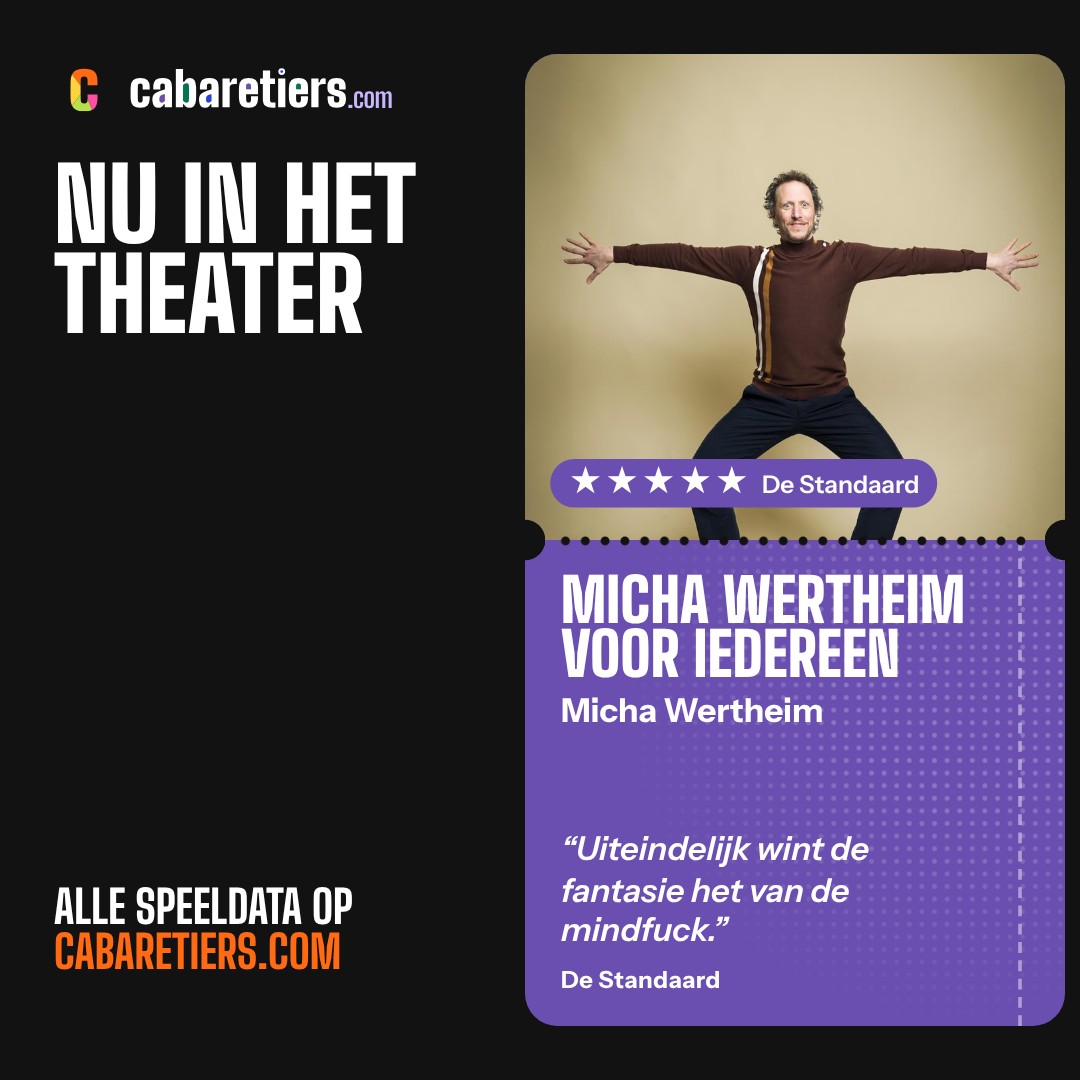 cabaretiers.com
NU IN HET
THEATER
★★★★★ De Standaard
MICHA WERTHEIM
VOOR IEDEREEN
Micha Wertheim
“Uiteindelijk wint de
fantasie het van de
mindfuck.”
De Standaard
ALLE SPEELDATA OP
CABARETIERS.COM